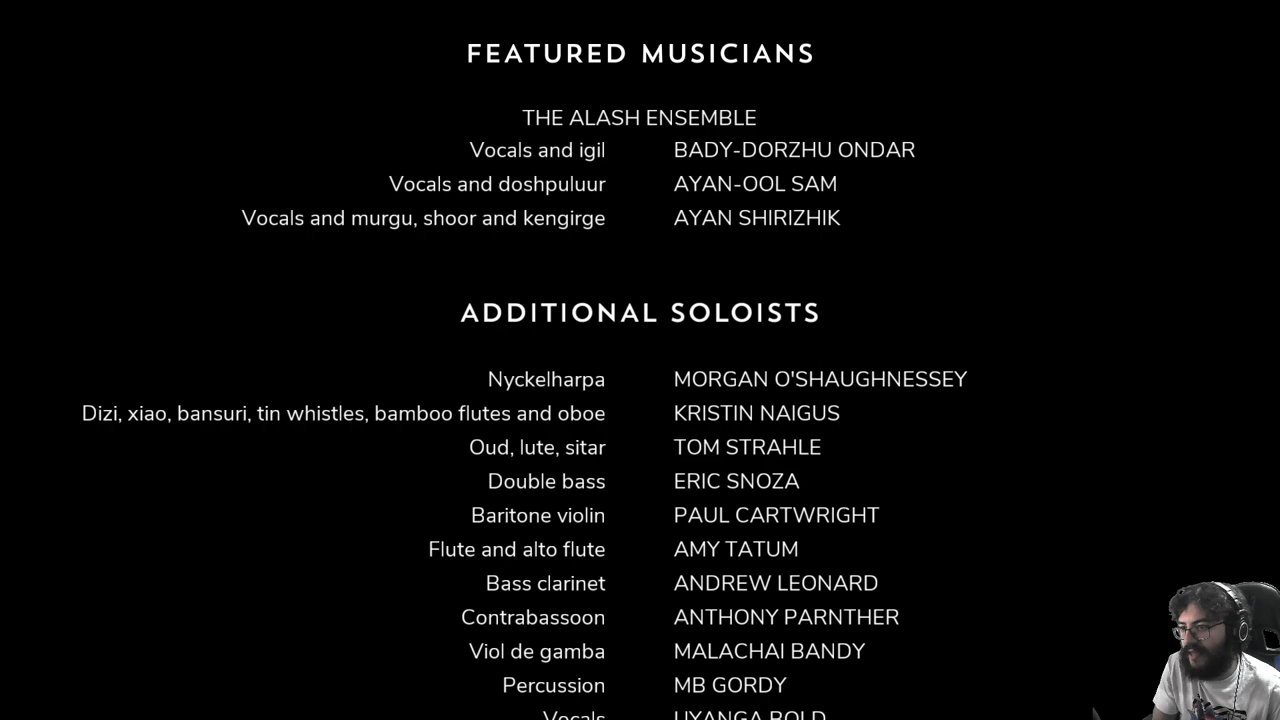 FEATURED MUSICIANS
THE ALASH ENSEMBLE
Vocals and igil BADY-DORZHU ONDAR
Vocals and doshpuluur AYAN-OOL SAM
Vocals and murgu, shoor and kengirge AYAN SHIRIZHIK
ADDITIONAL SOLOISTS
Nyckelharpa MORGAN O'SHAUGHNESSEY
Dizi, xiao, bansuri, tin whistles, bamboo flutes and oboe KRISTIN NAIGUS
Oud, lute, sitar TOM STRAHLE
Double bass ERIC SNOZA
Baritone violin PAUL CARTWRIGHT
Flute and alto flute AMY TATUM
Bass clarinet ANDREW LEONARD
Contrabassoon ANTHONY PARNTHER
Viol de gamba MALACHAI BANDY
Percussion MB GORDY
Vocals UYANGA BOLD